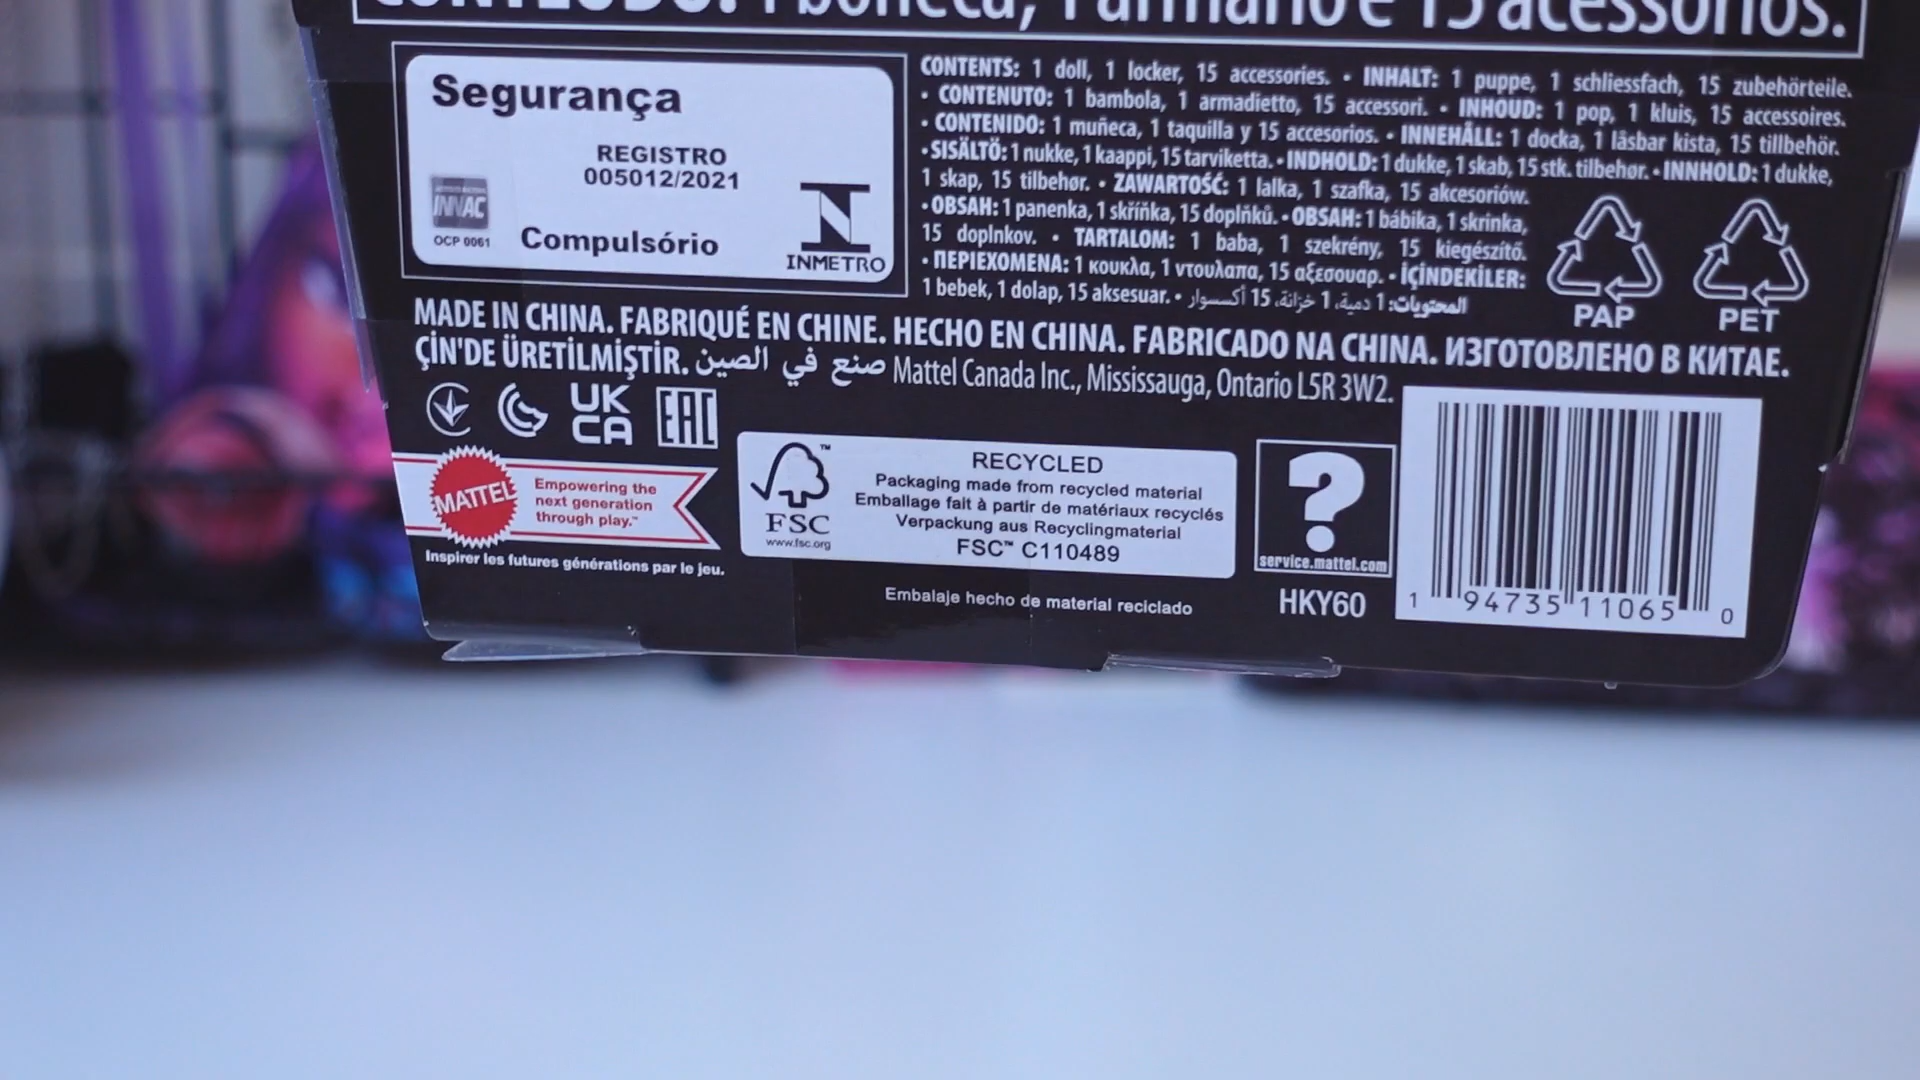 CONTEÚDO: 1 boneca, 1 armário e 15 acessórios.
Segurança
REGISTRO
005012/2021
INNAC
OCP 0061
Compulsório
INMETRO
CONTENTS: 1 doll, 1 locker, 15 accessories. • INHALT: 1 puppe, 1 schliessfach, 15 zubehörteile.
• CONTENUTO: 1 bambola, 1 armadietto, 15 accessori. • INHOUD: 1 pop, 1 kluis, 15 accessoires.
• CONTENIDO: 1 muñeca, 1 taquilla y 15 accesorios. • INNEHÅLL: 1 docka, 1 låsbar kista, 15 tillbehör.
• SISÄLTÖ: 1 nukke, 1 kaappi, 15 tarviketta. • INDHOLD: 1 dukke, 1 skab, 15 stk. tilbehør. • INNHOLD: 1 dukke,
1 skap, 15 tilbehør. • ZAWARTOŚĆ: 1 lalka, 1 szafka, 15 akcesoriów.
• OBSAH: 1 panenka, 1 skříňka, 15 doplňků. • OBSAH: 1 bábika, 1 skrinka,
15 doplnkov. • TARTALOM: 1 baba, 1 szekrény, 15 kiegészítő.
• ΠΕΡΙΕΧΟΜΕΝΑ: 1 κουκλα, 1 ντουλαπα, 15 αξεσουαρ. • İÇİNDEKİLER:
1 bebek, 1 dolap, 15 aksesuar. • المحتويات: 1 دمية، 1 خزانة، 15 أكسسوار
PAP
PET
MADE IN CHINA. FABRIQUÉ EN CHINE. HECHO EN CHINA. FABRICADO NA CHINA. ИЗГОТОВЛЕНО В КИТАЕ.
ÇİN'DE ÜRETİLMİŞTİR. صنع في الصين Mattel Canada Inc., Mississauga, Ontario L5R 3W2.
UK
CA
EAC
MATTEL
Empowering the
next generation
through play.™
Inspirer les futures générations par le jeu.
FSC
www.fsc.org
RECYCLED
Packaging made from recycled material
Emballage fait à partir de matériaux recyclés
Verpackung aus Recyclingmaterial
FSC™ C110489
Embalaje hecho de material reciclado
?
service.mattel.com
HKY60
1 94735 11065 0